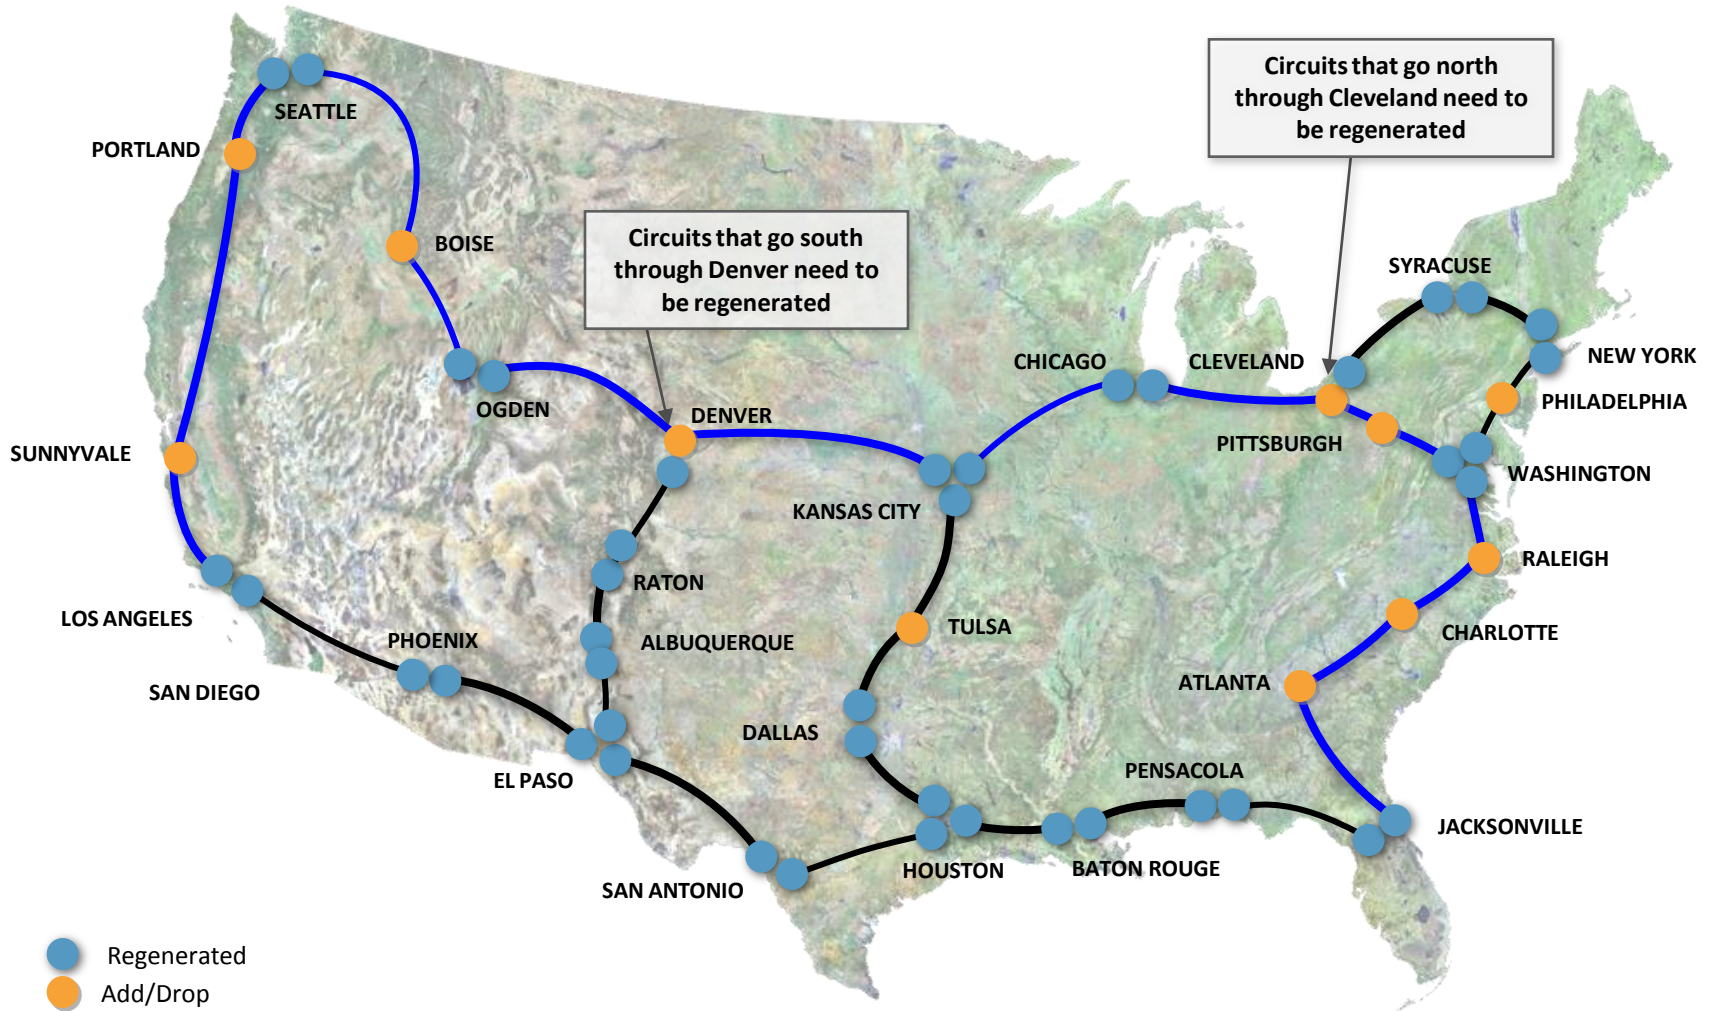 Circuits that go north
through Cleveland need to
be regenerated
SEATTLE
PORTLAND
BOISE
Circuits that go south
through Denver need to
be regenerated
SYRACUSE
CHICAGO
CLEVELAND
NEW YORK
OGDEN
DENVER
PHILADELPHIA
PITTSBURGH
SUNNYVALE
WASHINGTON
KANSAS CITY
RALEIGH
RATON
LOS ANGELES
PHOENIX
ALBUQUERQUE
TULSA
CHARLOTTE
SAN DIEGO
ATLANTA
DALLAS
EL PASO
PENSACOLA
JACKSONVILLE
SAN ANTONIO
HOUSTON
BATON ROUGE
Regenerated
Add/Drop